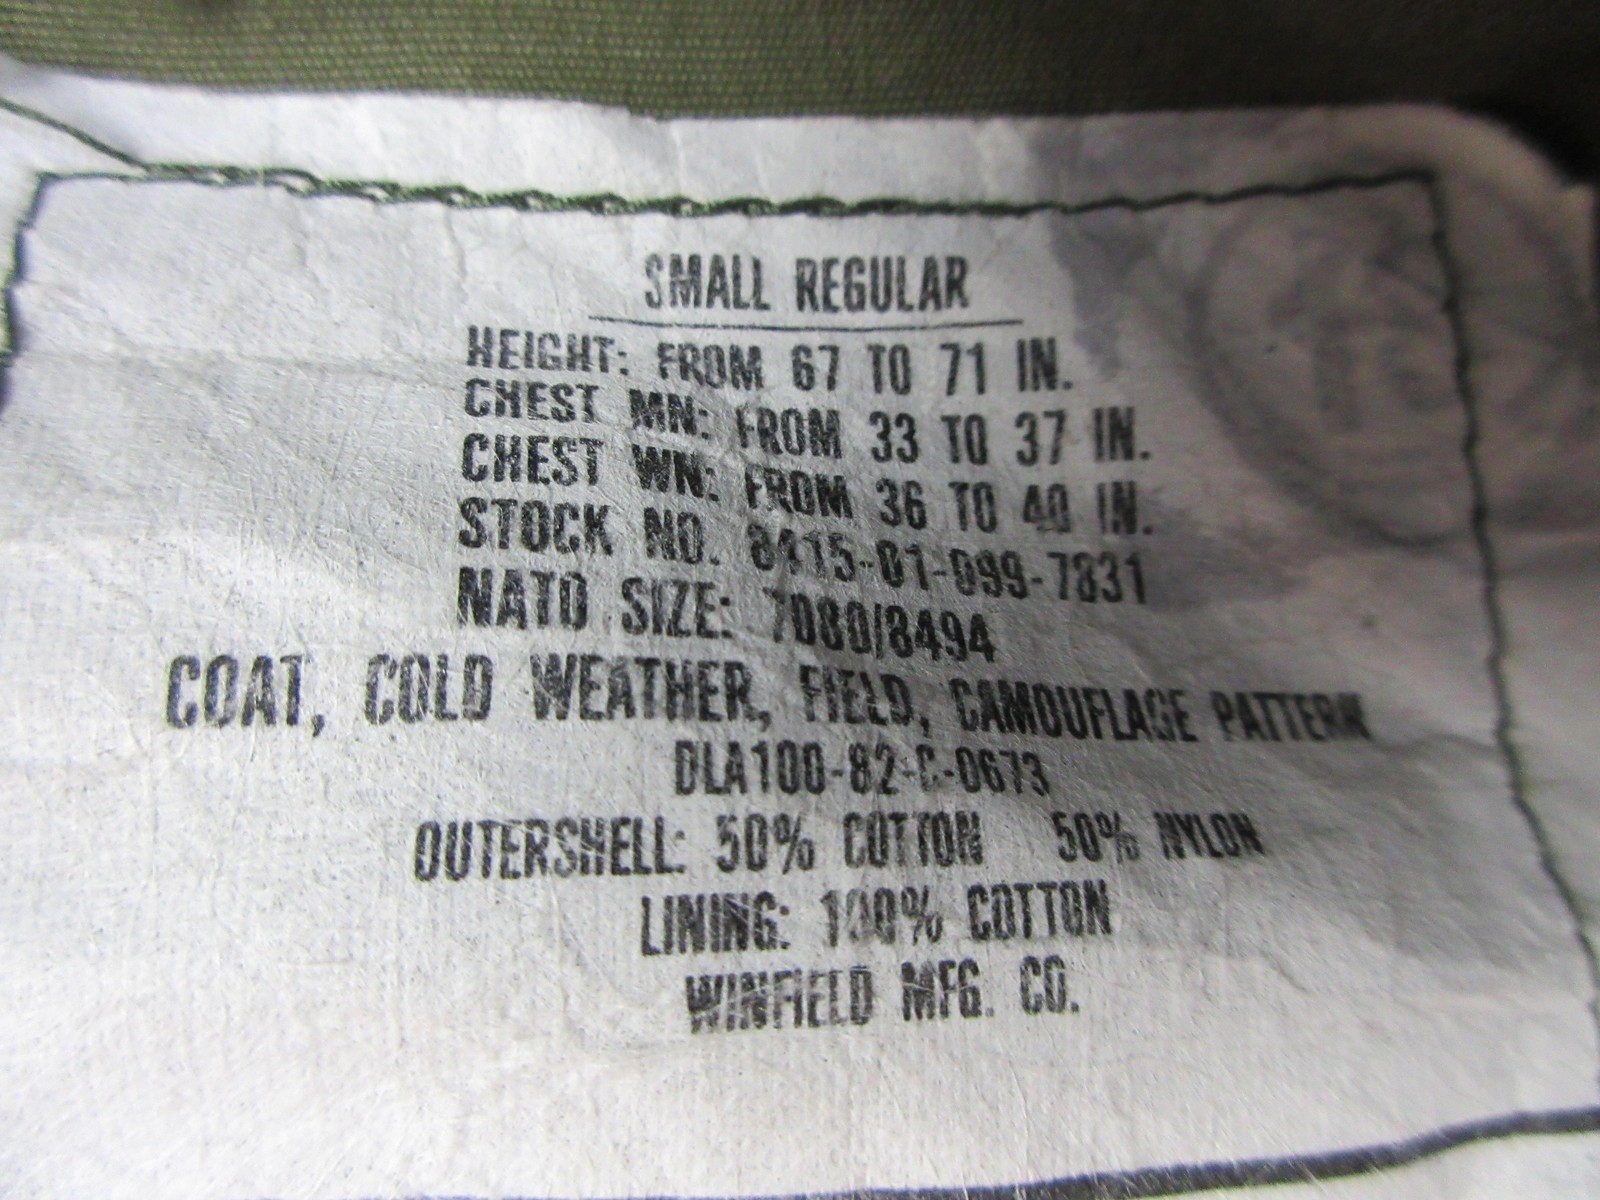 SMALL REGULAR
HEIGHT: FROM 67 TO 71 IN.
CHEST MN: FROM 33 TO 37 IN.
CHEST WN: FROM 36 TO 40 IN.
STOCK NO. 8415-01-099-7831
NATO SIZE: 7080/8494
COAT, COLD WEATHER, FIELD, CAMOUFLAGE PATTERN
DLA100-82-C-0673
OUTERSHELL: 50% COTTON 50% NYLON
LINING: 100% COTTON
WINFIELD MFG. CO.